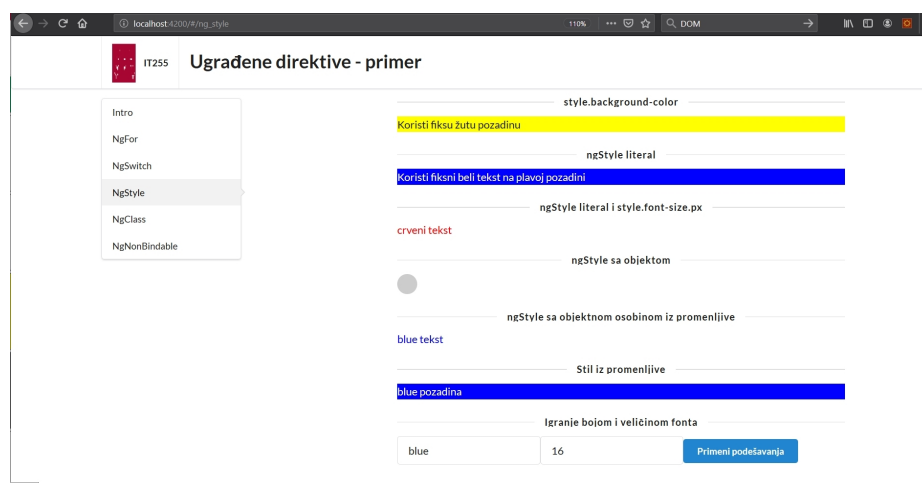 localhost:4200/#/ng_style
110%
DOM
IT255
Ugrađene direktive - primer
Intro
NgFor
NgSwitch
NgStyle
NgClass
NgNonBindable
style.background-color
Koristi fiksu žutu pozadinu
ngStyle literal
Koristi fiksni beli tekst na plavoj pozadini
ngStyle literal i style.font-size.px
crveni tekst
ngStyle sa objektom
ngStyle sa objektnom osobinom iz promenljive
blue tekst
Stil iz promenljive
blue pozadina
Igranje bojom i veličinom fonta
blue
16
Primeni podešavanja